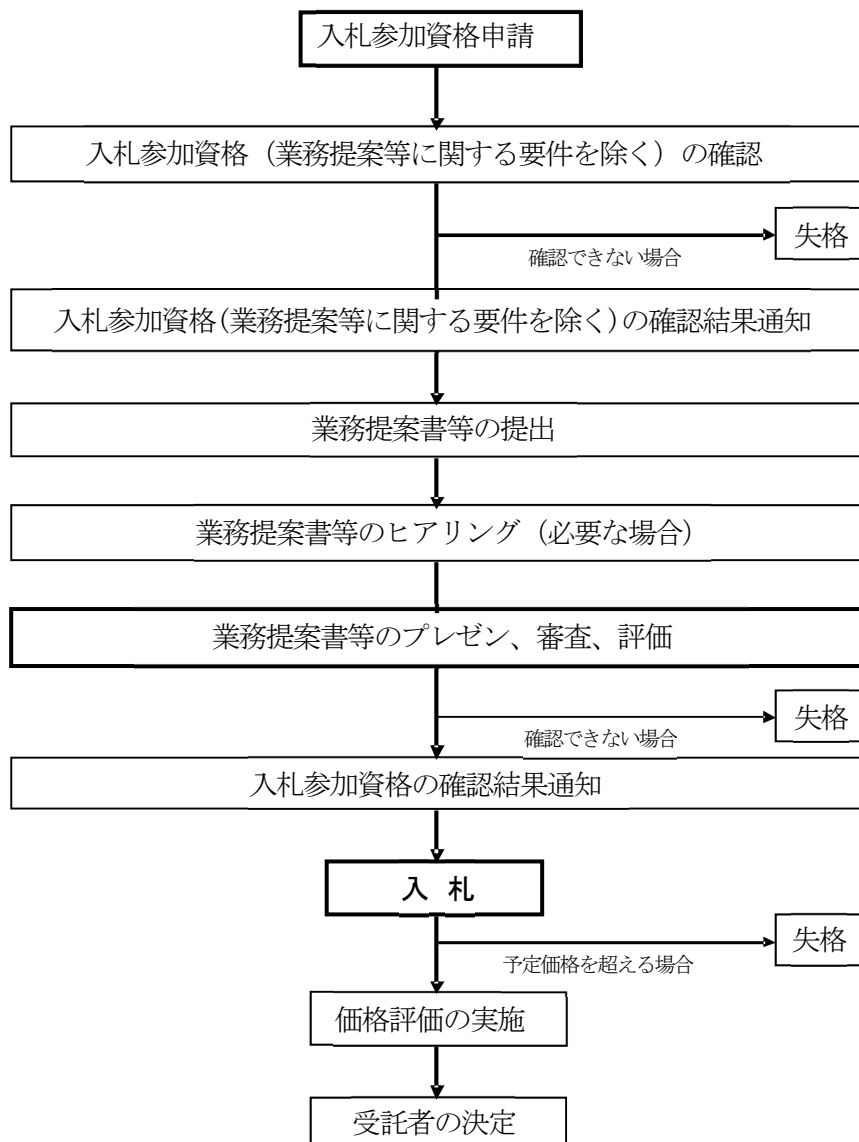 入札参加資格申請
入札参加資格（業務提案等に関する要件を除く）の確認
失格
確認できない場合
入札参加資格(業務提案等に関する要件を除く)の確認結果通知
業務提案書等の提出
業務提案書等のヒアリング（必要な場合）
業務提案書等のプレゼン、審査、評価
失格
確認できない場合
入札参加資格の確認結果通知
入 札
失格
予定価格を超える場合
価格評価の実施
受託者の決定